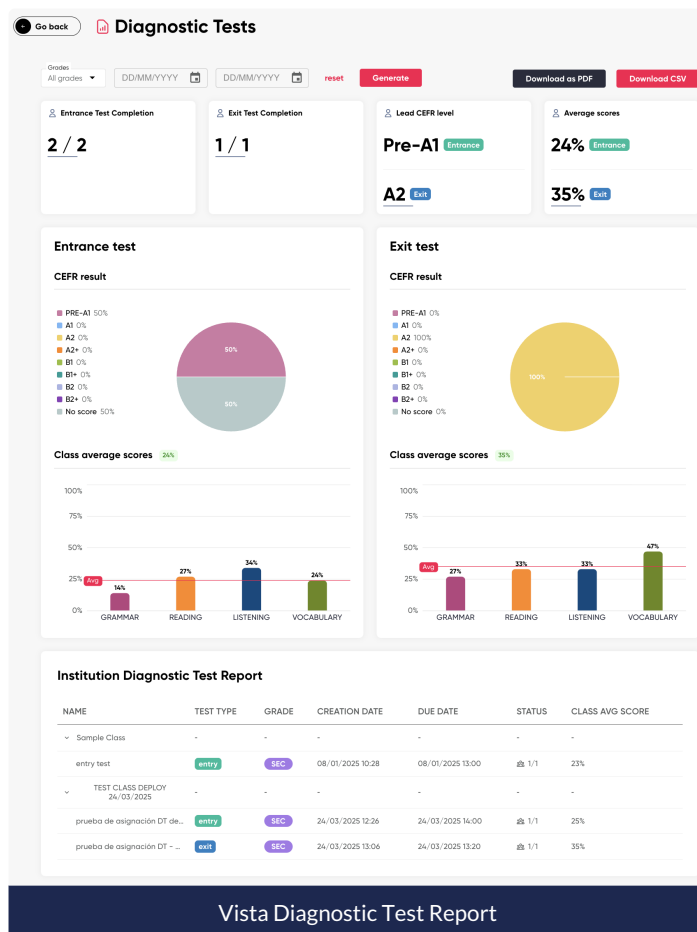 Go back
Diagnostic Tests
Grades
All grades
DD/MM/YYYY
DD/MM/YYYY
reset
Generate
Download as PDF
Download CSV
Entrance Test Completion
2 / 2
Exit Test Completion
1 / 1
Lead CEFR level
Pre-A1 Entrance
A2 Exit
Average scores
24% Entrance
35% Exit
Entrance test
CEFR result
PRE-A1 50%
A1 0%
A2 0%
A2+ 0%
B1 0%
B1+ 0%
B2 0%
B2+ 0%
No score 50%
50%
50%
Class average scores 24%
100%
75%
50%
25%
0%
Avg
14%
27%
34%
24%
GRAMMAR READING LISTENING VOCABULARY
Exit test
CEFR result
PRE-A1 0%
A1 0%
A2 100%
A2+ 0%
B1 0%
B1+ 0%
B2 0%
B2+ 0%
No score 0%
100%
Class average scores 35%
100%
75%
50%
25%
0%
Avg
27%
33%
33%
47%
GRAMMAR READING LISTENING VOCABULARY
Institution Diagnostic Test Report
NAME TEST TYPE GRADE CREATION DATE DUE DATE STATUS CLASS AVG SCORE
Sample Class - - - - - -
entry test entry SEC 08/01/2025 10:28 08/01/2025 13:00 1/1 23%
TEST CLASS DEPLOY
24/03/2025 - - - - - -
prueba de asignación DT de... entry SEC 24/03/2025 12:26 24/03/2025 14:00 1/1 25%
prueba de asignación DT - ... exit SEC 24/03/2025 13:06 24/03/2025 13:20 1/1 35%
Vista Diagnostic Test Report